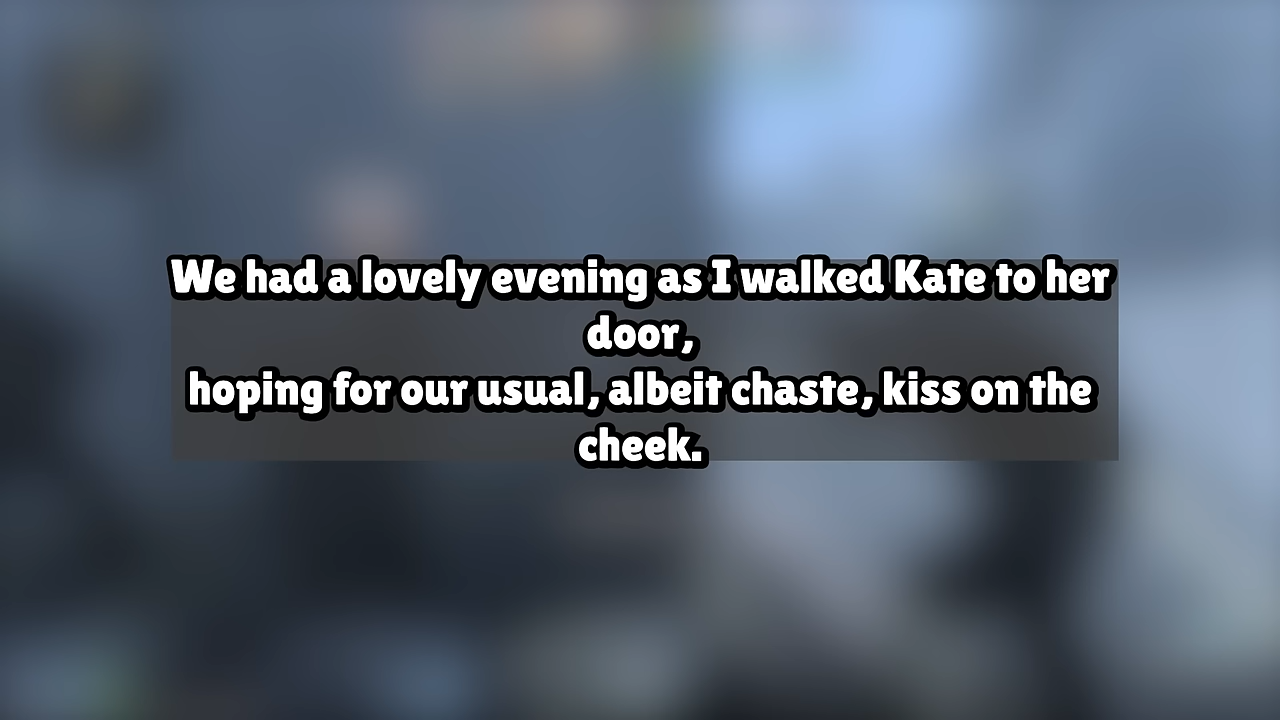 We had a lovely evening as I walked Kate to her
door,
hoping for our usual, albeit chaste, kiss on the
cheek.